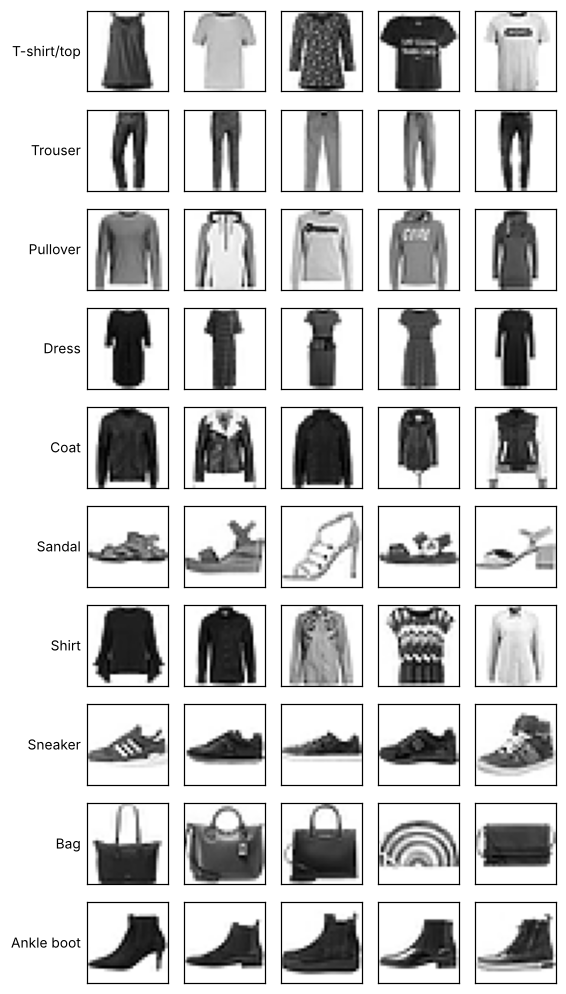 T-shirt/top
Trouser
Pullover
Dress
Coat
Sandal
Shirt
Sneaker
Bag
Ankle boot